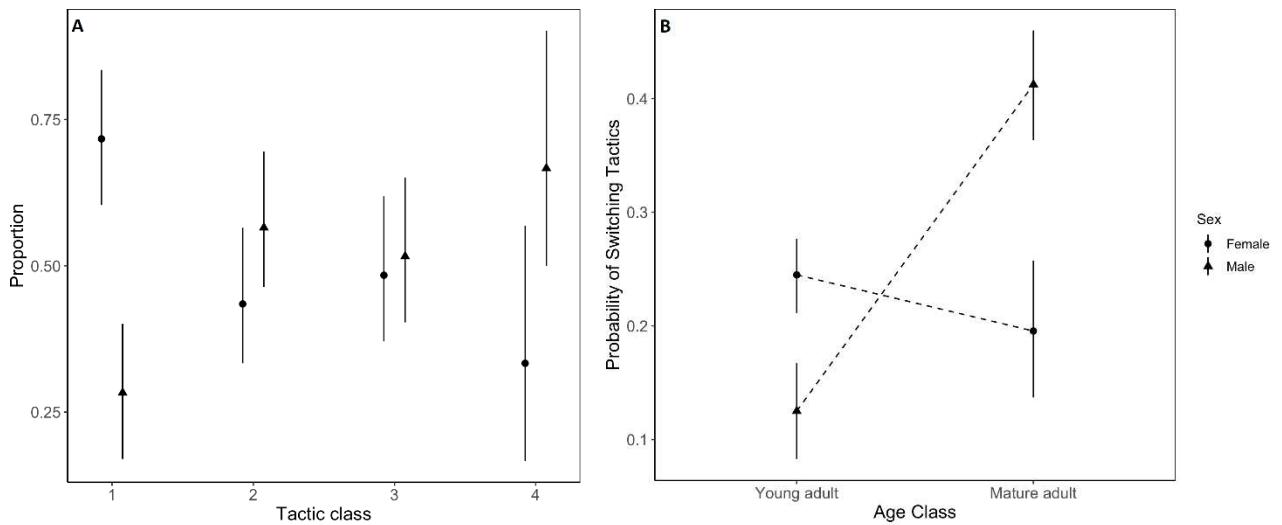 A
Proportion
0.75
0.50
0.25
1 2 3 4
Tactic class
B
Probability of Switching Tactics
0.4
0.3
0.2
0.1
Young adult Mature adult
Age Class
Sex
Female
Male